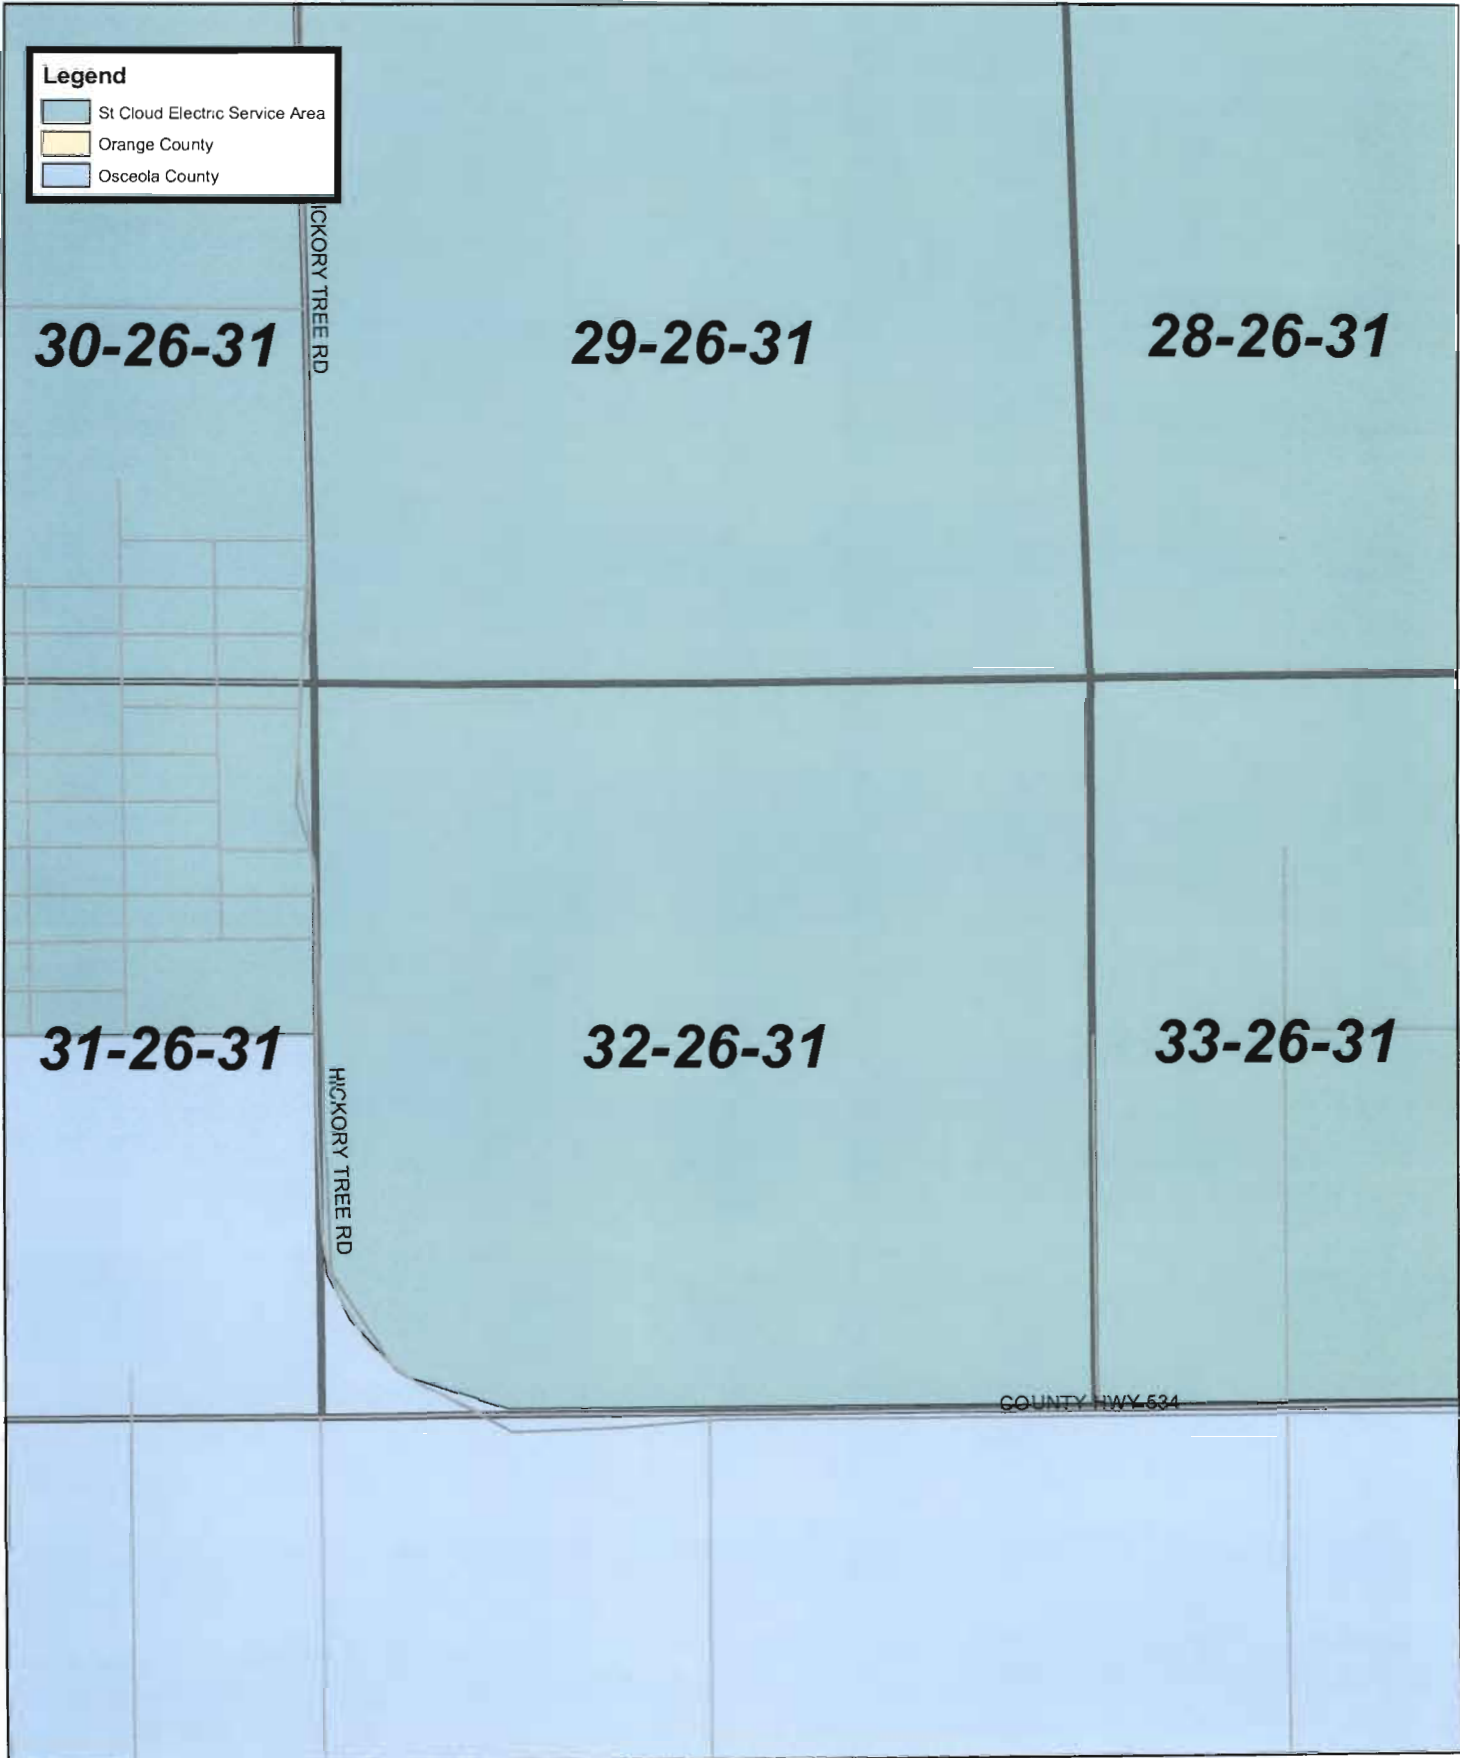 Legend
St Cloud Electric Service Area
Orange County
Osceola County
ICKORY TREE RD
30-26-31
29-26-31
28-26-31
31-26-31
32-26-31
33-26-31
HICKORY TREE RD
COUNTY HWY 534